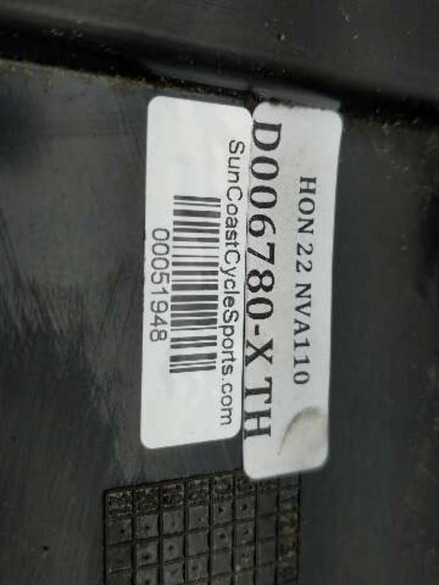 HON 22 NVA110
D006780-X TH
SunCoastCycleSports.com
00051948